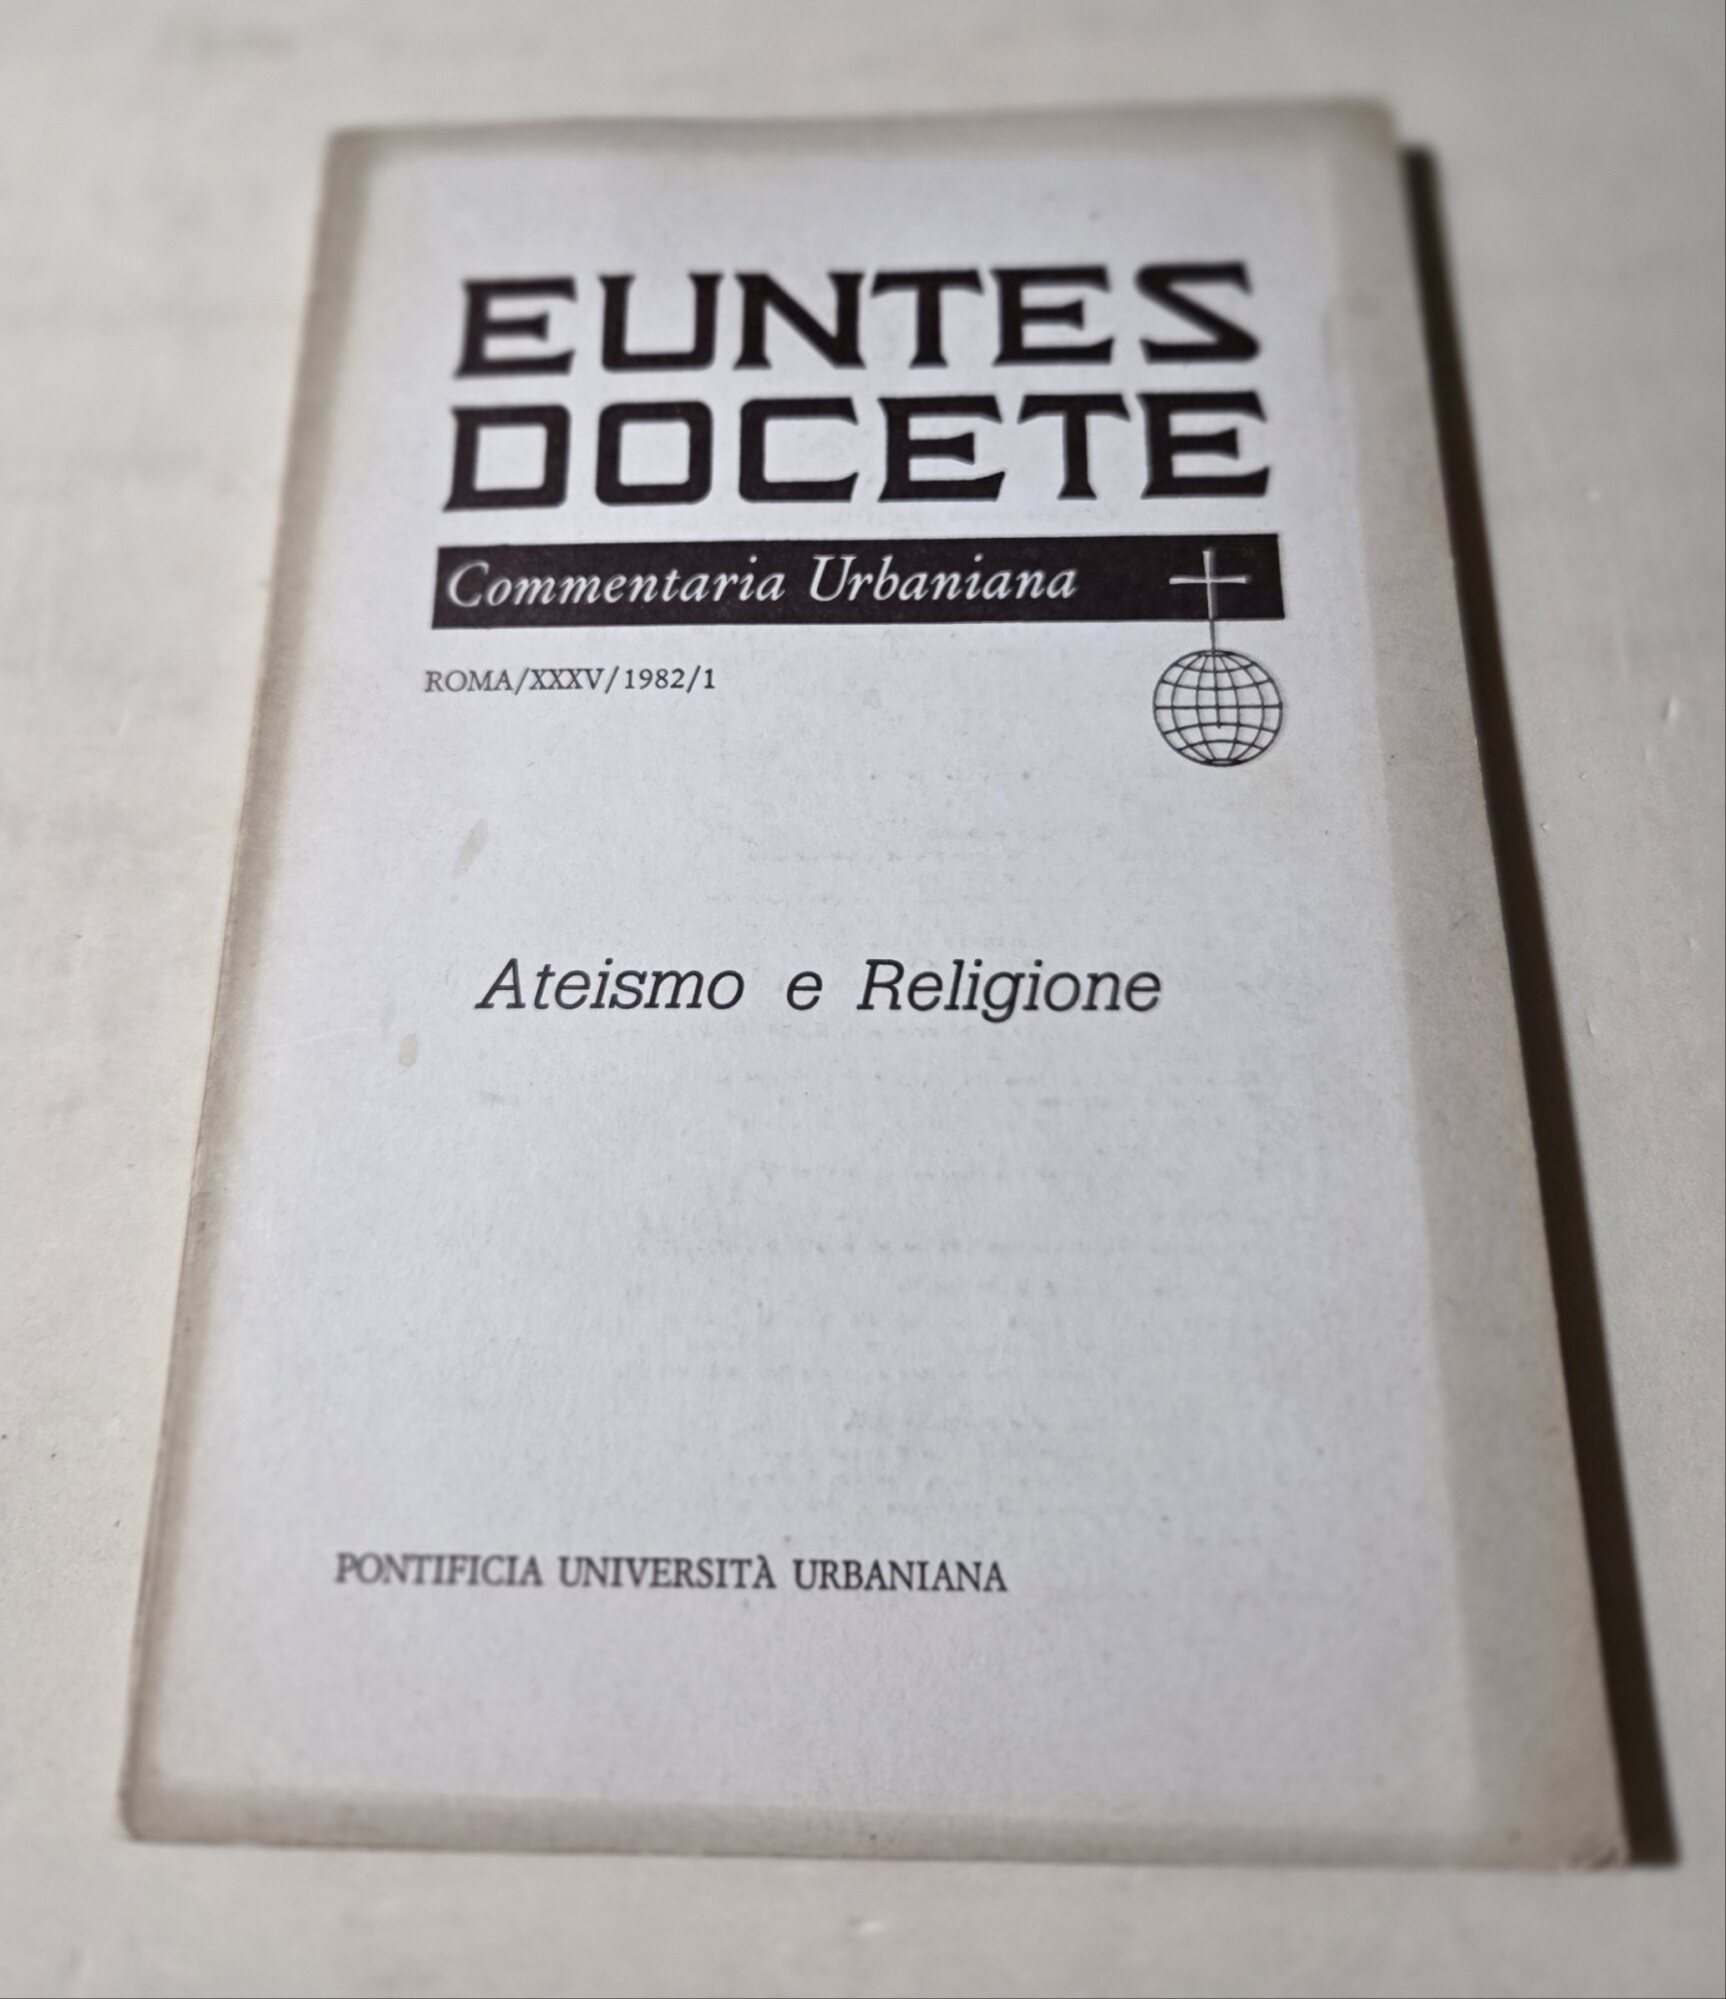 EUNTES
DOCETE
Commentaria Urbaniana
ROMA/XXXV/1982/1
Ateismo e Religione
PONTIFICIA UNIVERSITÀ URBANIANA